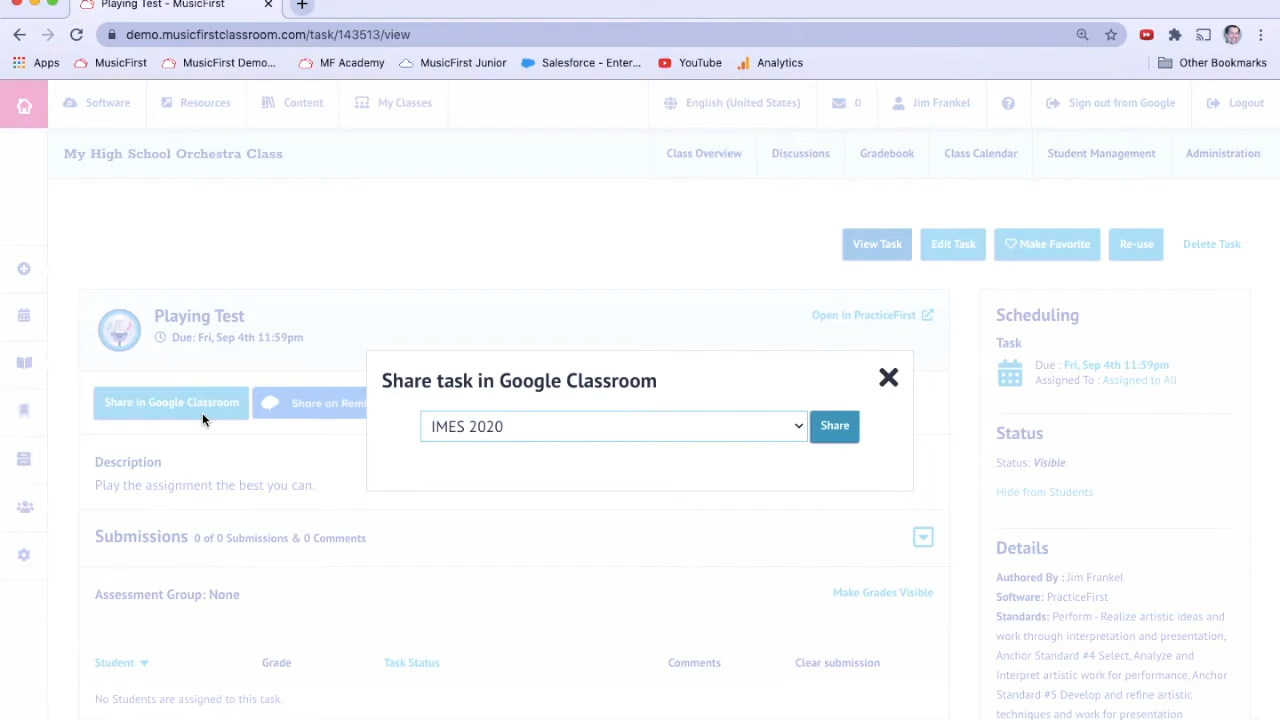 Playing Test - MusicFirst
demo.musicfirstclassroom.com/task/143513/view
Apps MusicFirst MusicFirst Demo... MF Academy MusicFirst Junior Salesforce - Enter... YouTube Analytics Other Bookmarks
Software Resources Content My Classes English (United States) 0 Jim Frankel Sign out from Google Logout
My High School Orchestra Class Class Overview Discussions Gradebook Class Calendar Student Management Administration
View Task Edit Task Make Favorite Re-use Delete Task
Playing Test
Due: Fri, Sep 4th 11:59pm
Open in PracticeFirst
Share in Google Classroom Share on Remi
Share task in Google Classroom
IMES 2020 Share
Description
Play the assignment the best you can.
Submissions 0 of 0 Submissions & 0 Comments
Assessment Group: None Make Grades Visible
Student Grade Task Status Comments Clear submission
No Students are assigned to this task.
Scheduling
Task
Due : Fri, Sep 4th 11:59pm
Assigned To : Assigned to All
Status
Status: Visible
Hide from Students
Details
Authored By : Jim Frankel
Software: PracticeFirst
Standards: Perform - Realize artistic ideas and
work through interpretation and presentation,
Anchor Standard #4 Select, Analyze and
Interpret artistic work for performance, Anchor
Standard #5 Develop and refine artistic
techniques and work for presentation